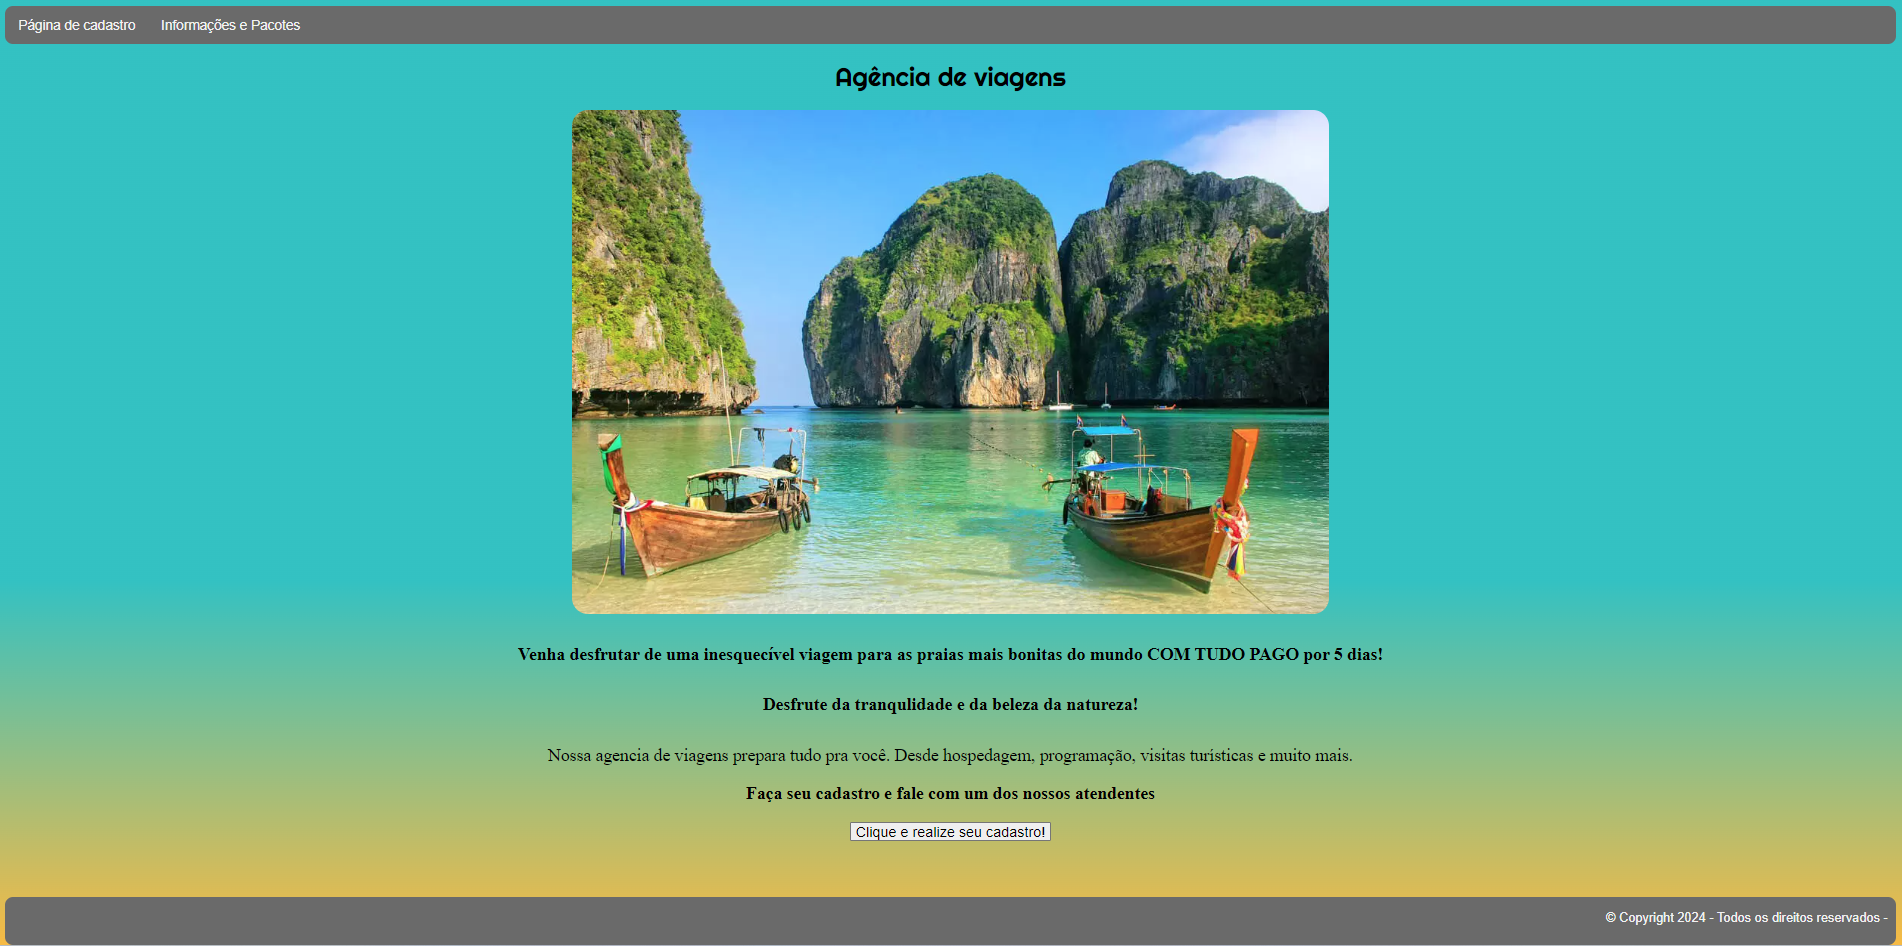 Página de cadastro Informações e Pacotes
Agência de viagens
Venha desfrutar de uma inesquecível viagem para as praias mais bonitas do mundo COM TUDO PAGO por 5 dias!
Desfrute da tranqulidade e da beleza da natureza!
Nossa agencia de viagens prepara tudo pra você. Desde hospedagem, programação, visitas turísticas e muito mais.
Faça seu cadastro e fale com um dos nossos atendentes
Clique e realize seu cadastro!
© Copyright 2024 - Todos os direitos reservados -